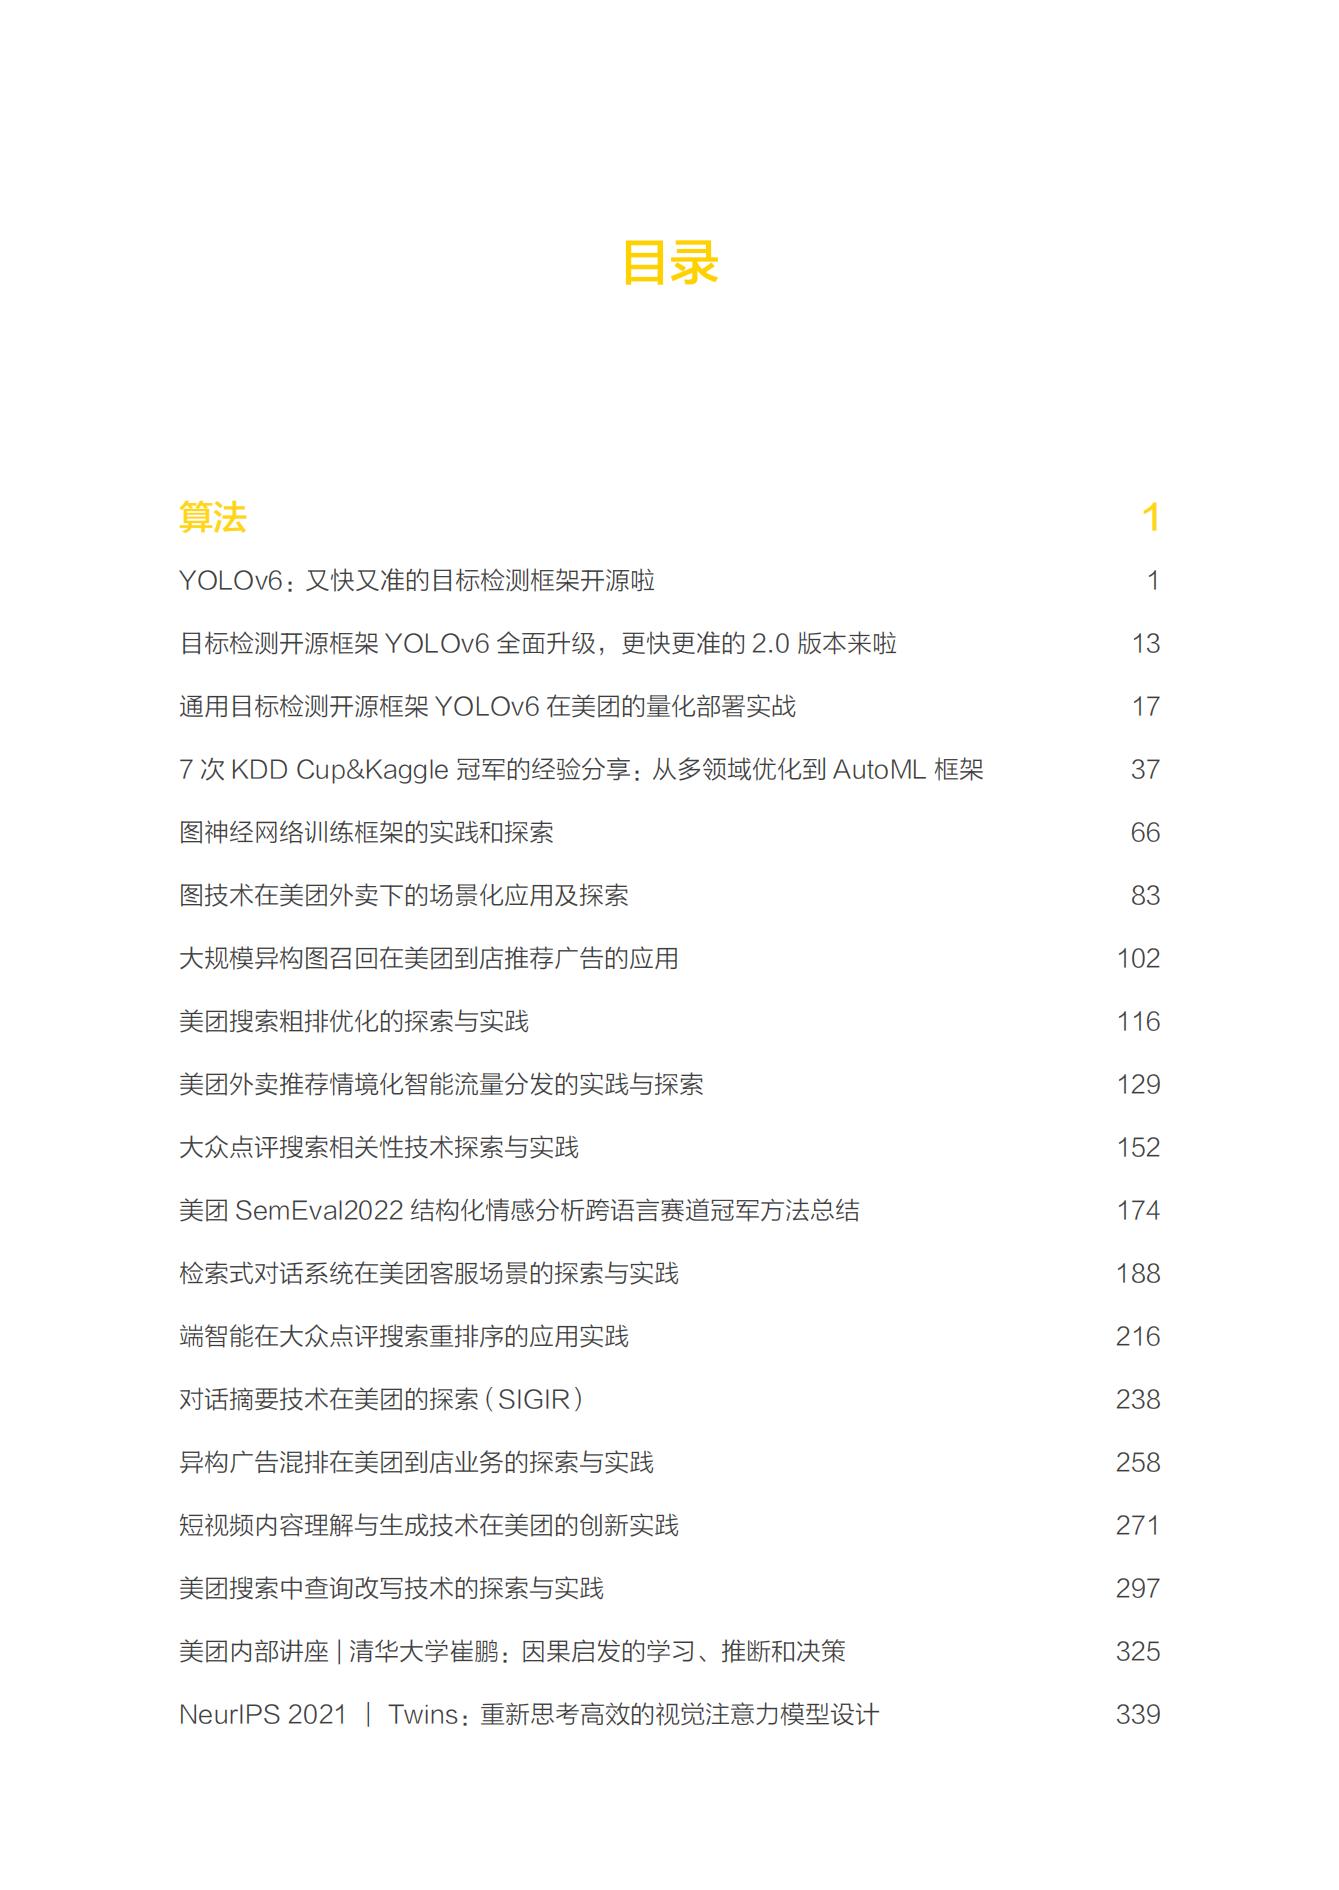 目录
算法 1
YOLOv6：又快又准的目标检测框架开源啦 1
目标检测开源框架 YOLOv6 全面升级，更快更准的 2.0 版本来啦 13
通用目标检测开源框架 YOLOv6 在美团的量化部署实战 17
7 次 KDD Cup&Kaggle 冠军的经验分享：从多领域优化到 AutoML 框架 37
图神经网络训练框架的实践和探索 66
图技术在美团外卖下的场景化应用及探索 83
大规模异构图召回在美团到店推荐广告的应用 102
美团搜索粗排优化的探索与实践 116
美团外卖推荐情境化智能流量分发的实践与探索 129
大众点评搜索相关性技术探索与实践 152
美团 SemEval2022 结构化情感分析跨语言赛道冠军方法总结 174
检索式对话系统在美团客服场景的探索与实践 188
端智能在大众点评搜索重排序的应用实践 216
对话摘要技术在美团的探索（SIGIR） 238
异构广告混排在美团到店业务的探索与实践 258
短视频内容理解与生成技术在美团的创新实践 271
美团搜索中查询改写技术的探索与实践 297
美团内部讲座 | 清华大学崔鹏：因果启发的学习、推断和决策 325
NeurIPS 2021 ｜ Twins：重新思考高效的视觉注意力模型设计 339